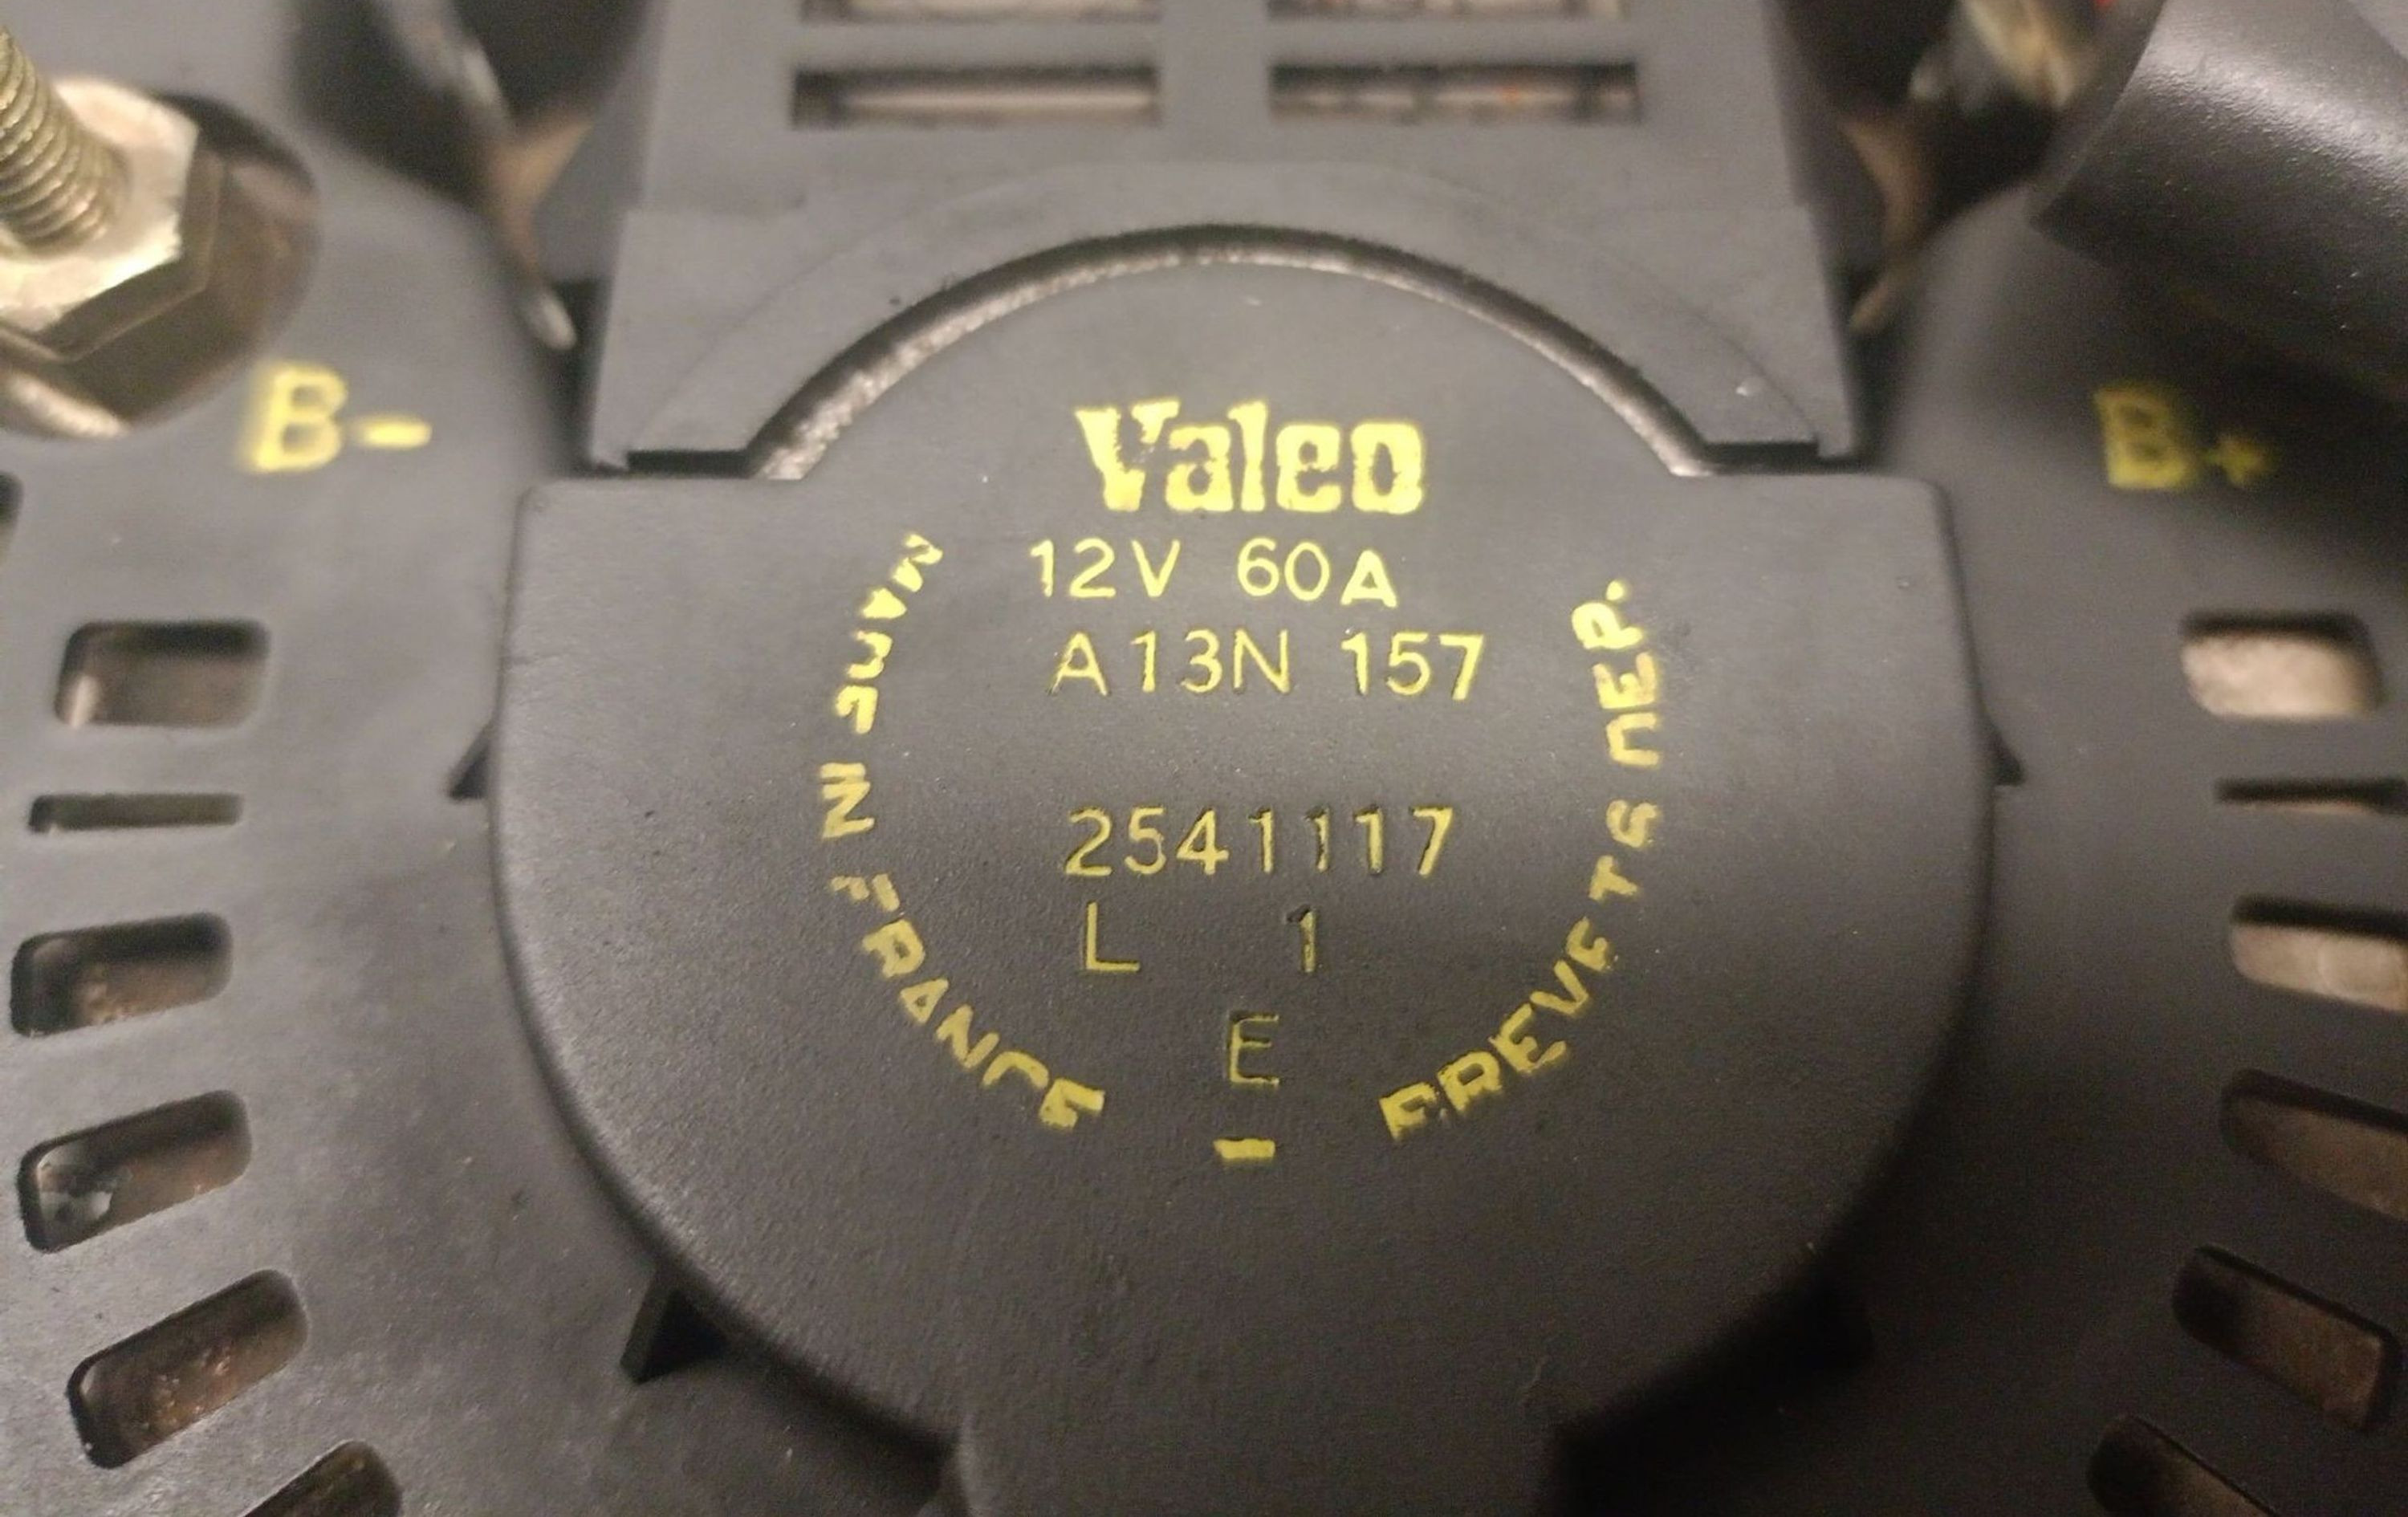 B-
B+
Valeo
12V 60A
A13N 157
2541117
L 1
E
MADE IN FRANCE
BREVETS DEP.